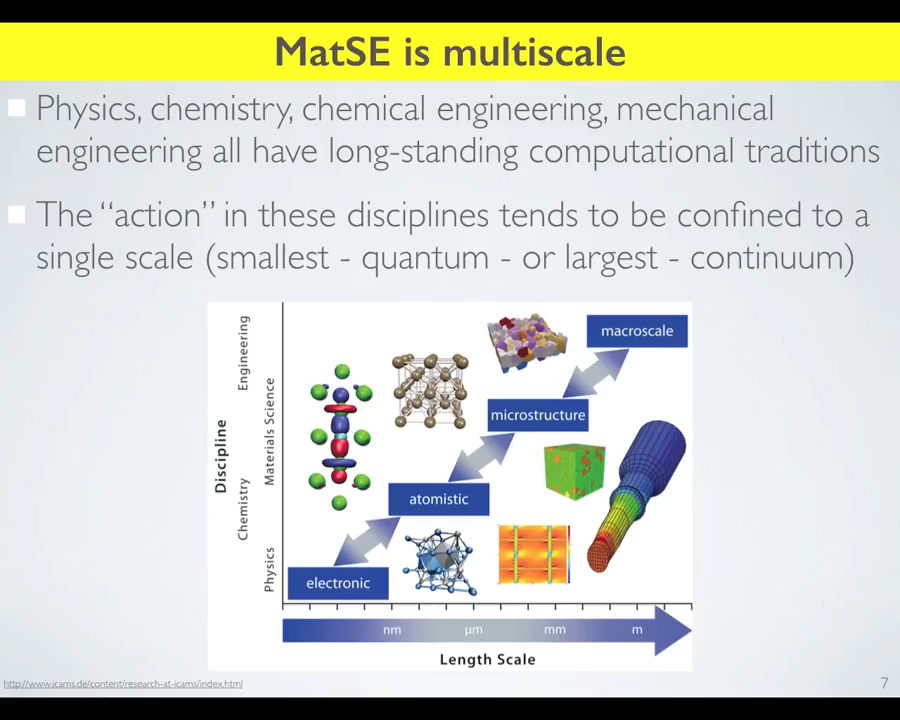 MatSE is multiscale
Physics, chemistry, chemical engineering, mechanical
engineering all have long-standing computational traditions
The “action” in these disciplines tends to be confined to a
single scale (smallest - quantum - or largest - continuum)
Discipline
Engineering
Materials Science
Chemistry
Physics
macroscale
microstructure
atomistic
electronic
nm μm mm m
Length Scale
http://www.icams.de/content/research-at-icams/index.html
7